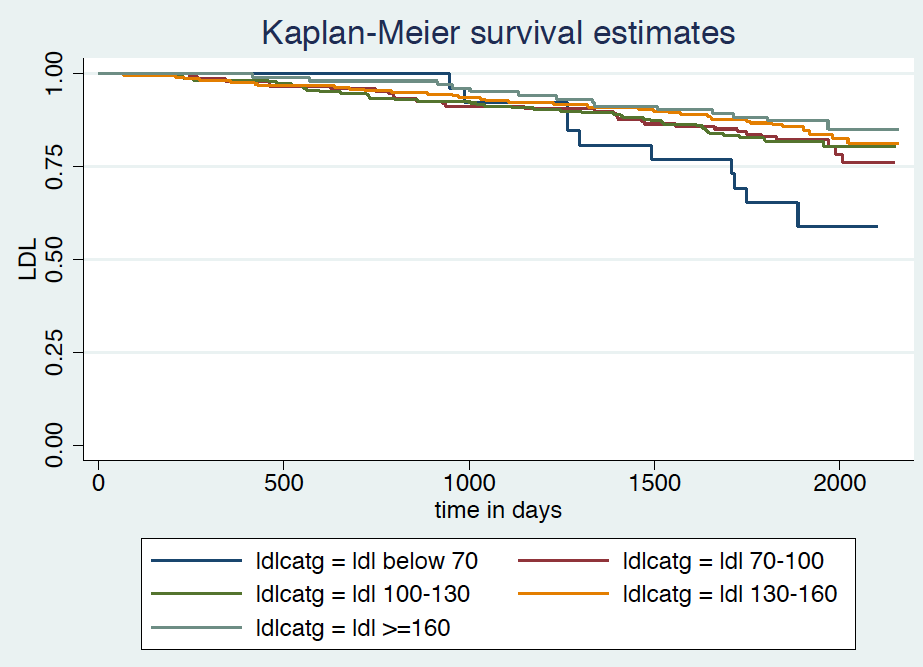 Kaplan-Meier survival estimates
1.00
0.75
0.50
0.25
0.00
LDL
0 500 1000 1500 2000
time in days
ldlcatg = ldl below 70 ldlcatg = ldl 70-100
ldlcatg = ldl 100-130 ldlcatg = ldl 130-160
ldlcatg = ldl >=160